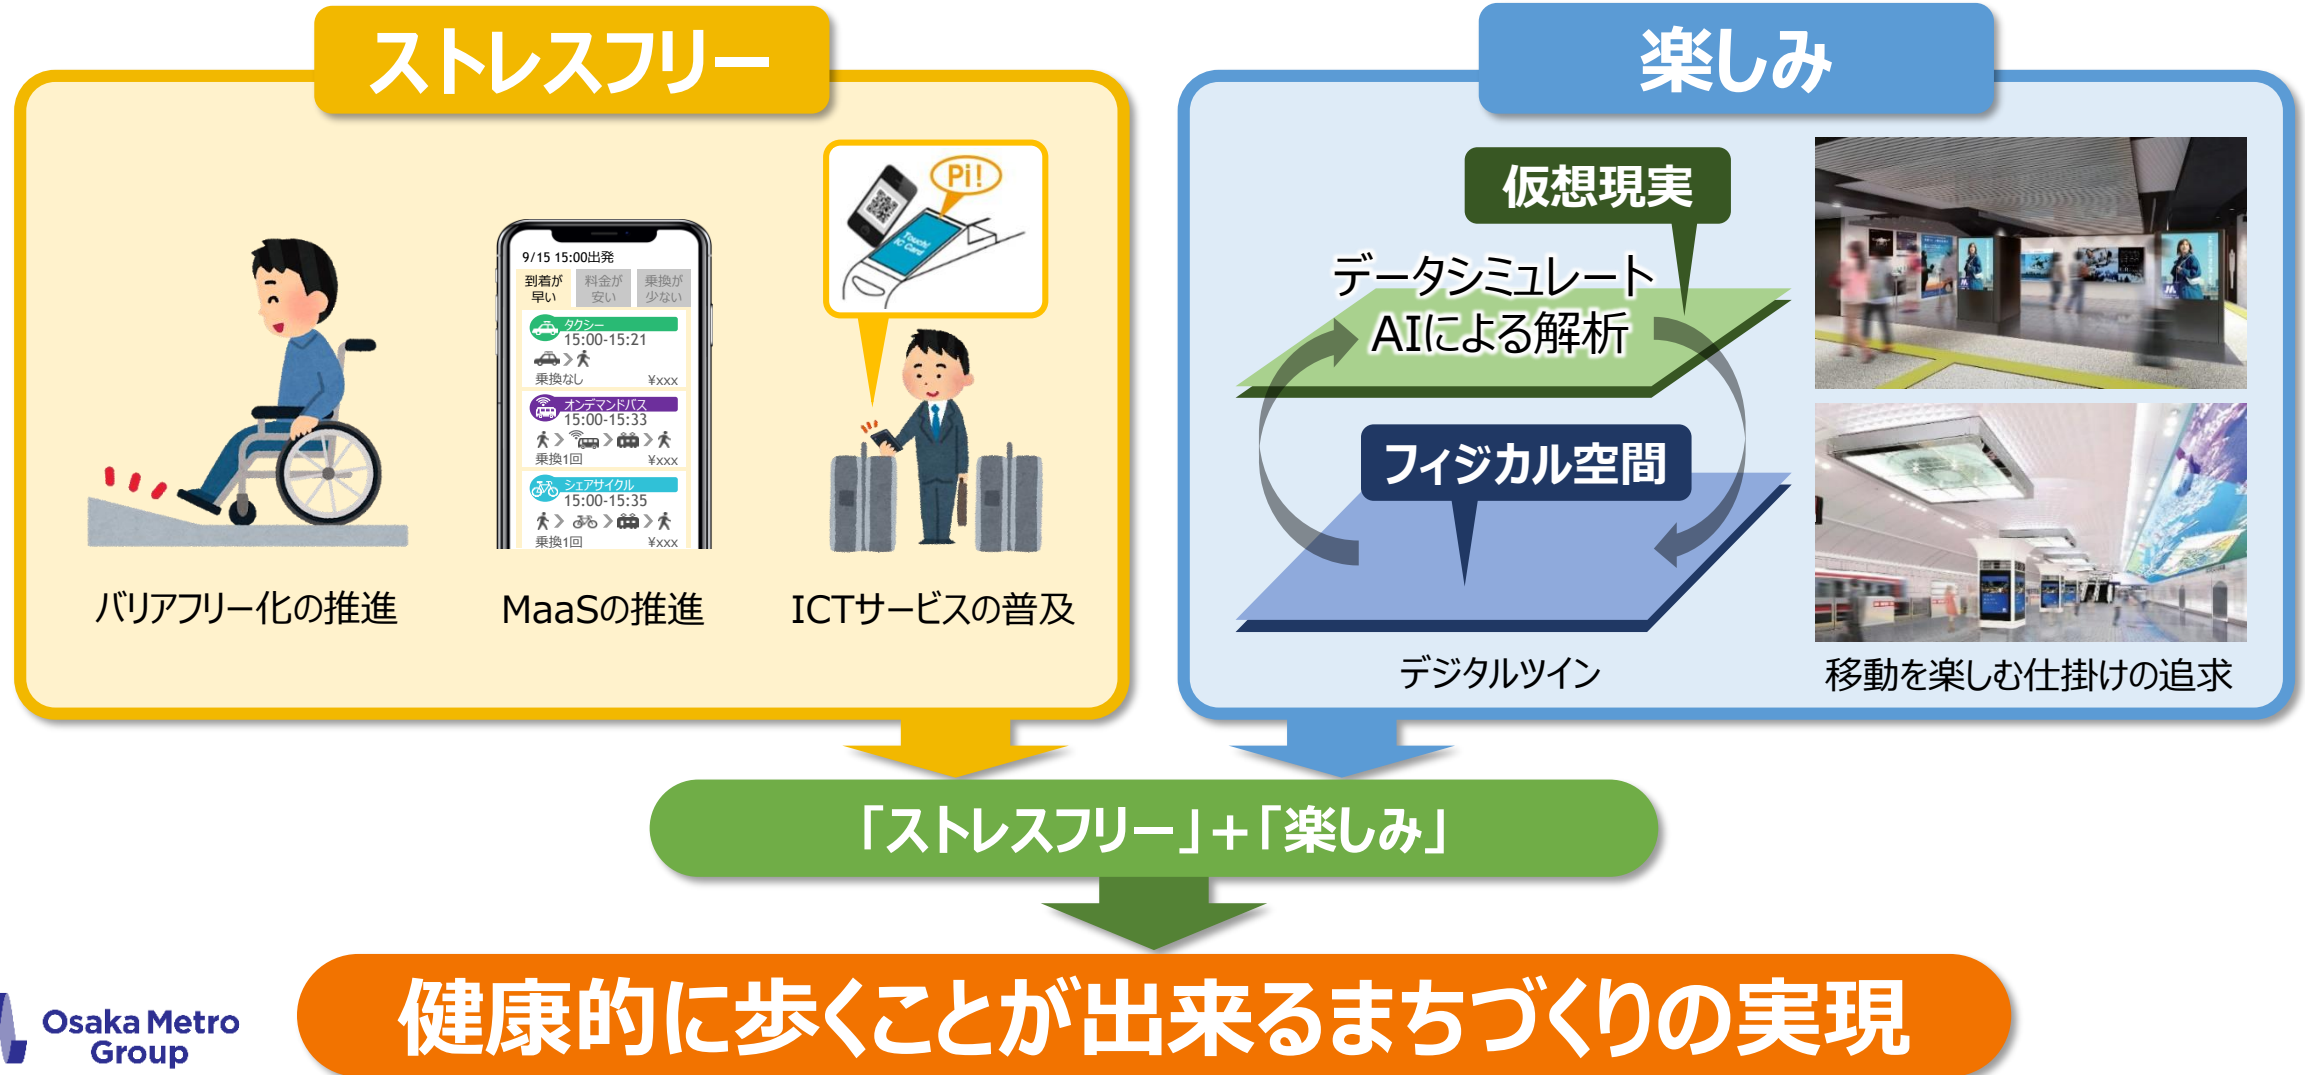 ストレスフリー
Pi!
Touch!
IC Card
9/15 15:00出発
到着が
早い
料金が
安い
乗換が
少ない
タクシー
15:00-15:21
乗換なし ¥xxx
オンデマンドバス
15:00-15:33
乗換1回 ¥xxx
シェアサイクル
15:00-15:35
乗換1回 ¥xxx
バリアフリー化の推進
MaaSの推進
ICTサービスの普及
楽しみ
仮想現実
データシミュレート
AIによる解析
フィジカル空間
デジタルツイン
移動を楽しむ仕掛けの追求
「ストレスフリー」+「楽しみ」
健康的に歩くことが出来るまちづくりの実現
Osaka Metro
Group